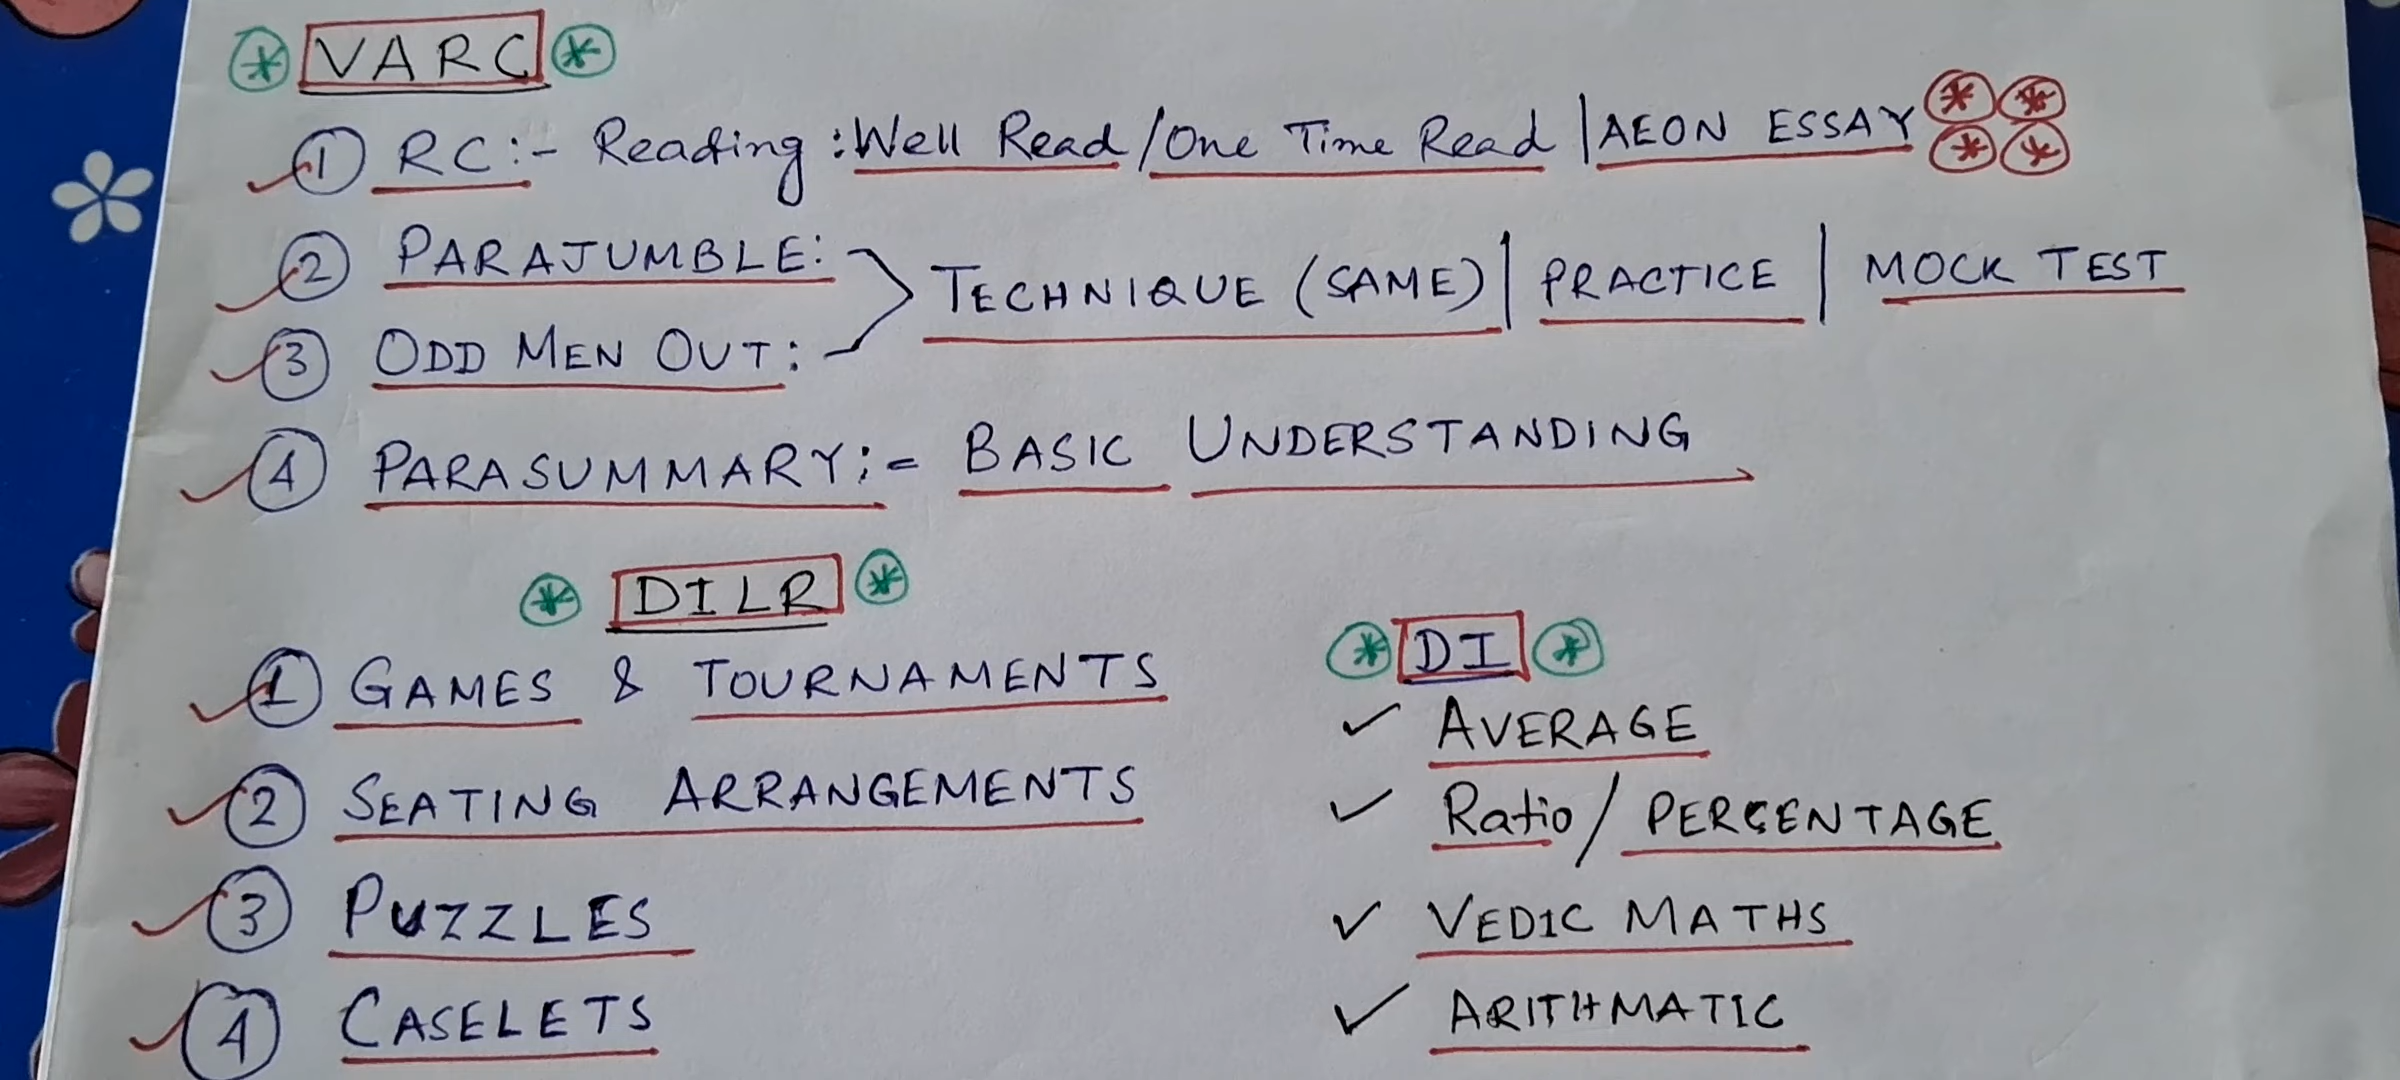 * VARC *
1 RC:- Reading: Well Read / One Time Read | AEON ESSAY ****
2 PARAJUMBLE:
TECHNIQUE (SAME) | PRACTICE | MOCK TEST
3 ODD MEN OUT:
4 PARASUMMARY:- BASIC UNDERSTANDING
* DILR *
1 GAMES & TOURNAMENTS
2 SEATING ARRANGEMENTS
3 PUZZLES
4 CASELETS
* DI *
✓ AVERAGE
✓ Ratio / PERCENTAGE
✓ VEDIC MATHS
✓ ARITHMATIC